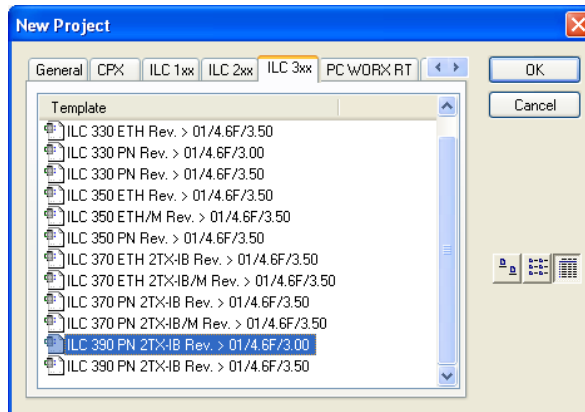 New Project
General CPX ILC 1xx ILC 2xx ILC 3xx PC WORX RT
OK
Template
Cancel
ILC 330 ETH Rev. > 01/4.6F/3.50
ILC 330 PN Rev. > 01/4.6F/3.00
ILC 330 PN Rev. > 01/4.6F/3.50
ILC 350 ETH Rev. > 01/4.6F/3.50
ILC 350 ETH/M Rev. > 01/4.6F/3.50
ILC 350 PN Rev. > 01/4.6F/3.50
ILC 370 ETH 2TX-IB Rev. > 01/4.6F/3.50
ILC 370 ETH 2TX-IB/M Rev. > 01/4.6F/3.50
ILC 370 PN 2TX-IB Rev. > 01/4.6F/3.50
ILC 370 PN 2TX-IB/M Rev. > 01/4.6F/3.50
ILC 390 PN 2TX-IB Rev. > 01/4.6F/3.00
ILC 390 PN 2TX-IB Rev. > 01/4.6F/3.50